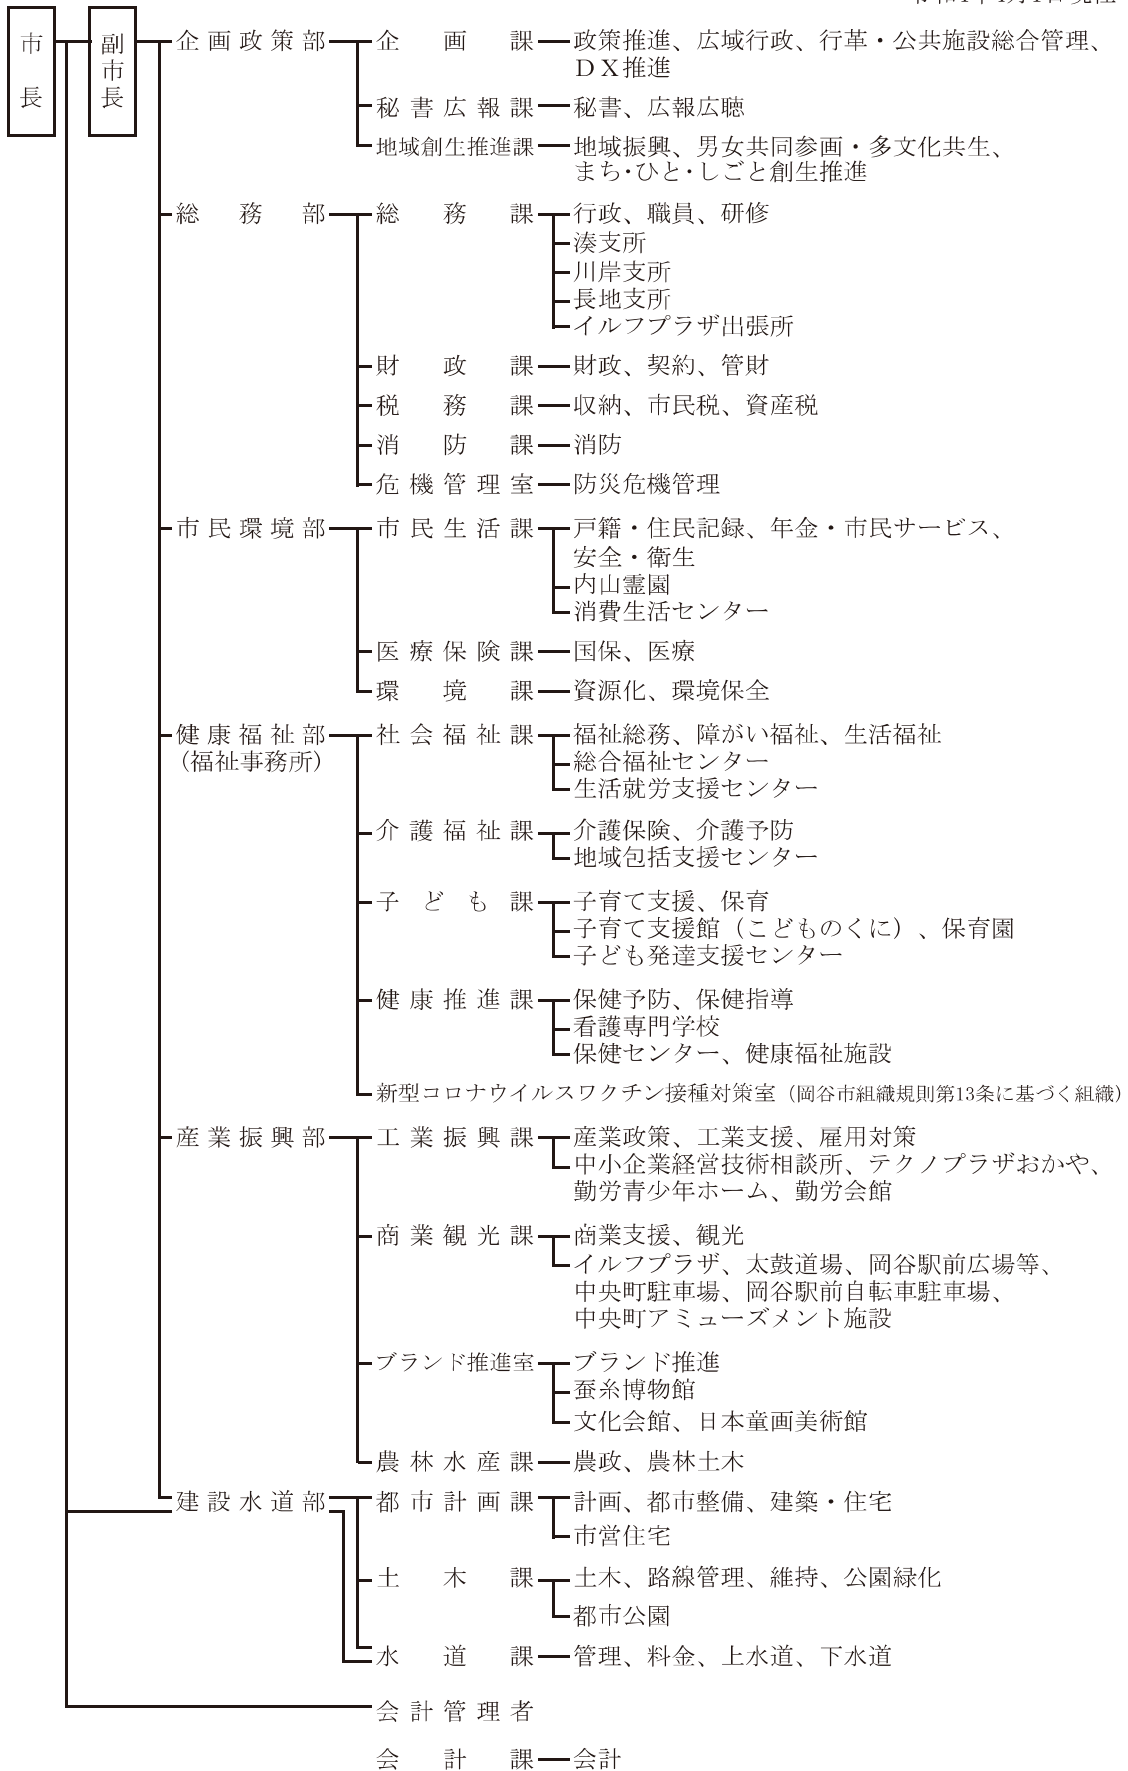 市長 副市長 企画政策部 企画課 政策推進、広域行政、行革・公共施設総合管理、
ＤＸ推進
秘書広報課 秘書、広報広聴
地域創生推進課 地域振興、男女共同参画・多文化共生、
まち・ひと・しごと創生推進
総務部 総務課 行政、職員、研修
湊支所
川岸支所
長地支所
イルフプラザ出張所
財政課 財政、契約、管財
税務課 収納、市民税、資産税
消防課 消防
危機管理室 防災危機管理
市民環境部 市民生活課 戸籍・住民記録、年金・市民サービス、
安全・衛生
内山霊園
消費生活センター
医療保険課 国保、医療
環境課 資源化、環境保全
健康福祉部 社会福祉課 福祉総務、障がい福祉、生活福祉
（福祉事務所） 総合福祉センター
生活就労支援センター
介護福祉課 介護保険、介護予防
地域包括支援センター
子ども課 子育て支援、保育
子育て支援館（こどものくに）、保育園
子ども発達支援センター
健康推進課 保健予防、保健指導
看護専門学校
保健センター、健康福祉施設
新型コロナウイルスワクチン接種対策室（岡谷市組織規則第13条に基づく組織）
産業振興部 工業振興課 産業政策、工業支援、雇用対策
中小企業経営技術相談所、テクノプラザおかや、
勤労青少年ホーム、勤労会館
商業観光課 商業支援、観光
イルフプラザ、太鼓道場、岡谷駅前広場等、
中央町駐車場、岡谷駅前自転車駐車場、
中央町アミューズメント施設
ブランド推進室 ブランド推進
蚕糸博物館
文化会館、日本童画美術館
農林水産課 農政、農林土木
建設水道部 都市計画課 計画、都市整備、建築・住宅
市営住宅
土木課 土木、路線管理、維持、公園緑化
都市公園
水道課 管理、料金、上水道、下水道
会計管理者
会計課 会計